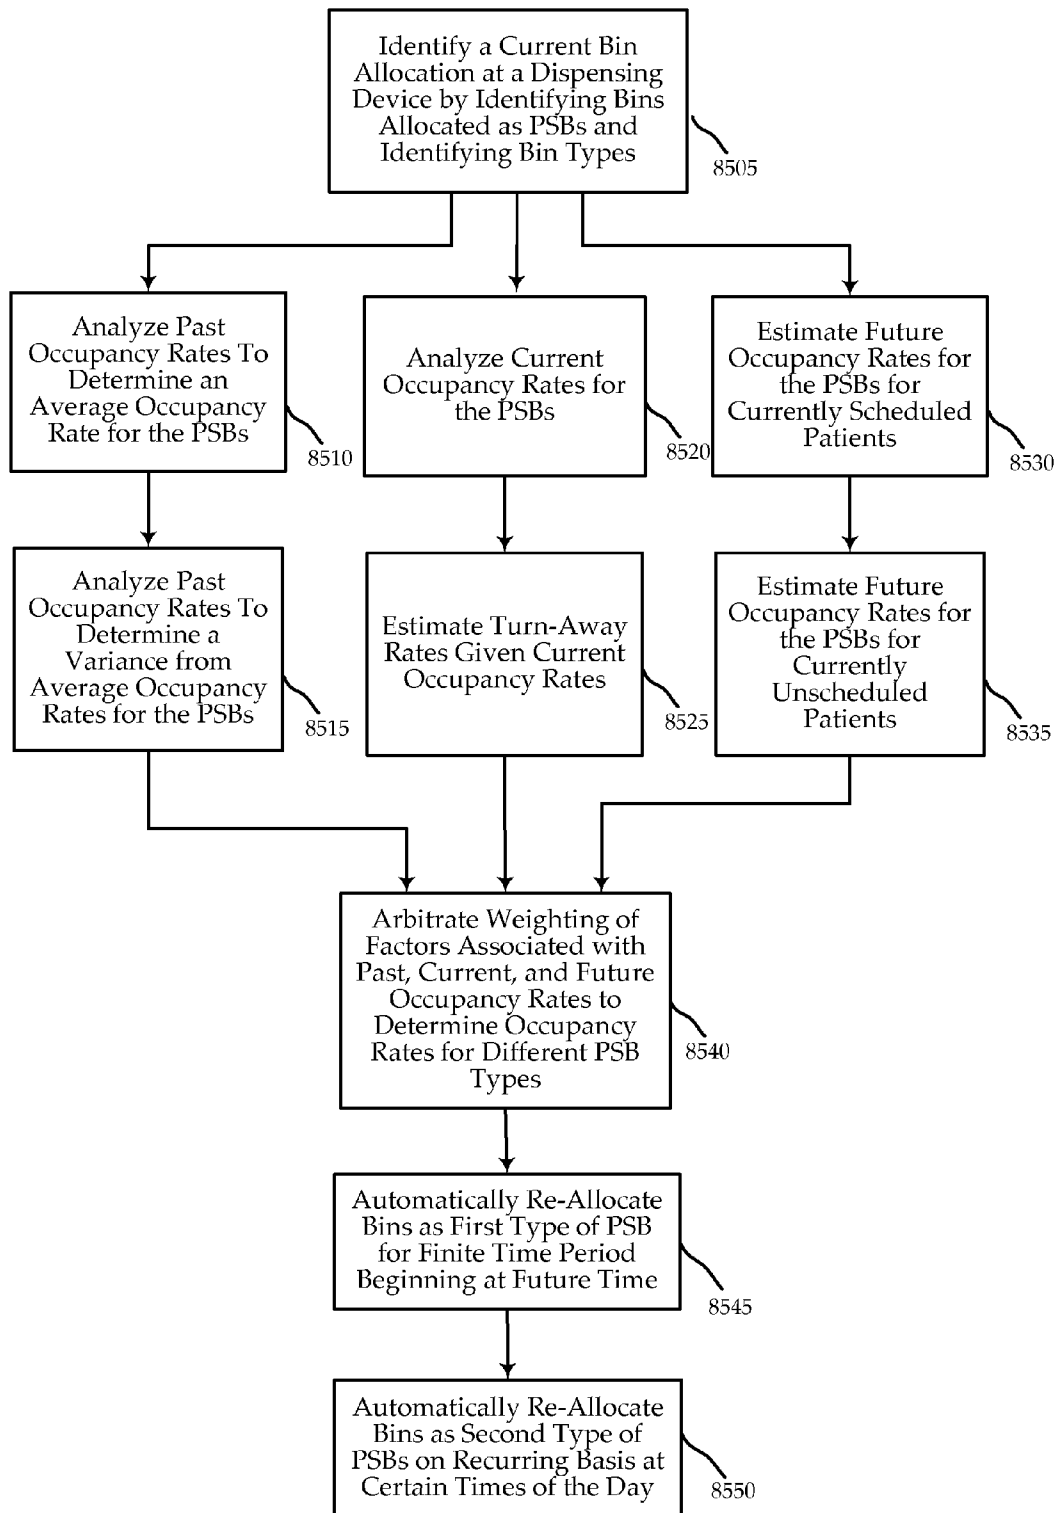 Identify a Current Bin
Allocation at a Dispensing
Device by Identifying Bins
Allocated as PSBs and
Identifying Bin Types
8505
Analyze Past
Occupancy Rates To
Determine an
Average Occupancy
Rate for the PSBs
8510
Analyze Current
Occupancy Rates for
the PSBs
8520
Estimate Future
Occupancy Rates for
the PSBs for
Currently Scheduled
Patients
8530
Analyze Past
Occupancy Rates To
Determine a
Variance from
Average Occupancy
Rates for the PSBs
8515
Estimate Turn-Away
Rates Given Current
Occupancy Rates
8525
Estimate Future
Occupancy Rates for
the PSBs for
Currently
Unscheduled
Patients
8535
Arbitrate Weighting of
Factors Associated with
Past, Current, and Future
Occupancy Rates to
Determine Occupancy
Rates for Different PSB
Types
8540
Automatically Re-Allocate
Bins as First Type of PSB
for Finite Time Period
Beginning at Future Time
8545
Automatically Re-Allocate
Bins as Second Type of
PSBs on Recurring Basis at
Certain Times of the Day
8550